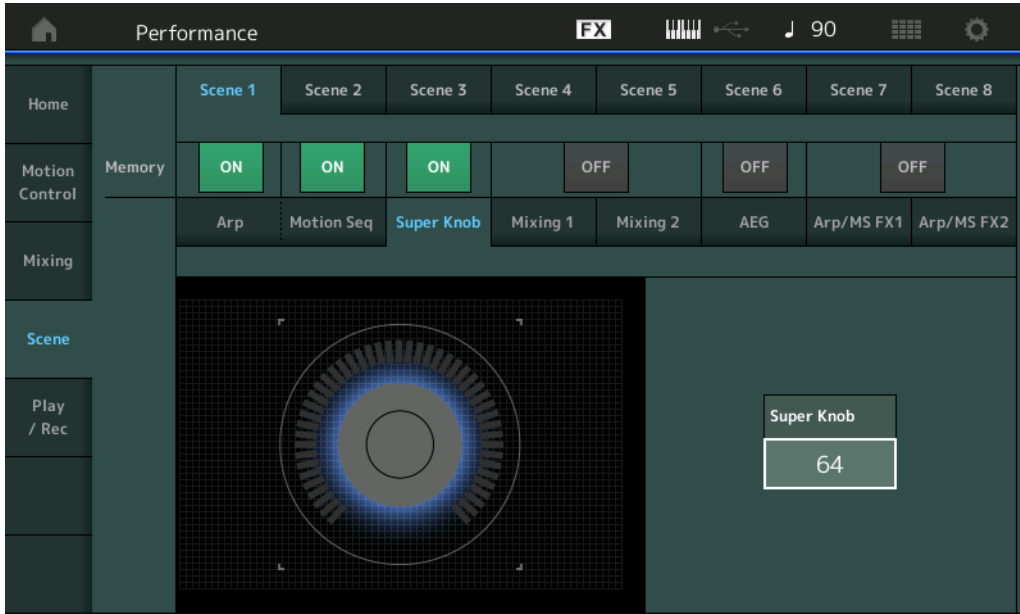 Performance FX 90
Home
Motion
Control
Mixing
Scene
Play
/ Rec
Scene 1 Scene 2 Scene 3 Scene 4 Scene 5 Scene 6 Scene 7 Scene 8
Memory ON ON ON OFF OFF OFF
Arp Motion Seq Super Knob Mixing 1 Mixing 2 AEG Arp/MS FX1 Arp/MS FX2
Super Knob
64